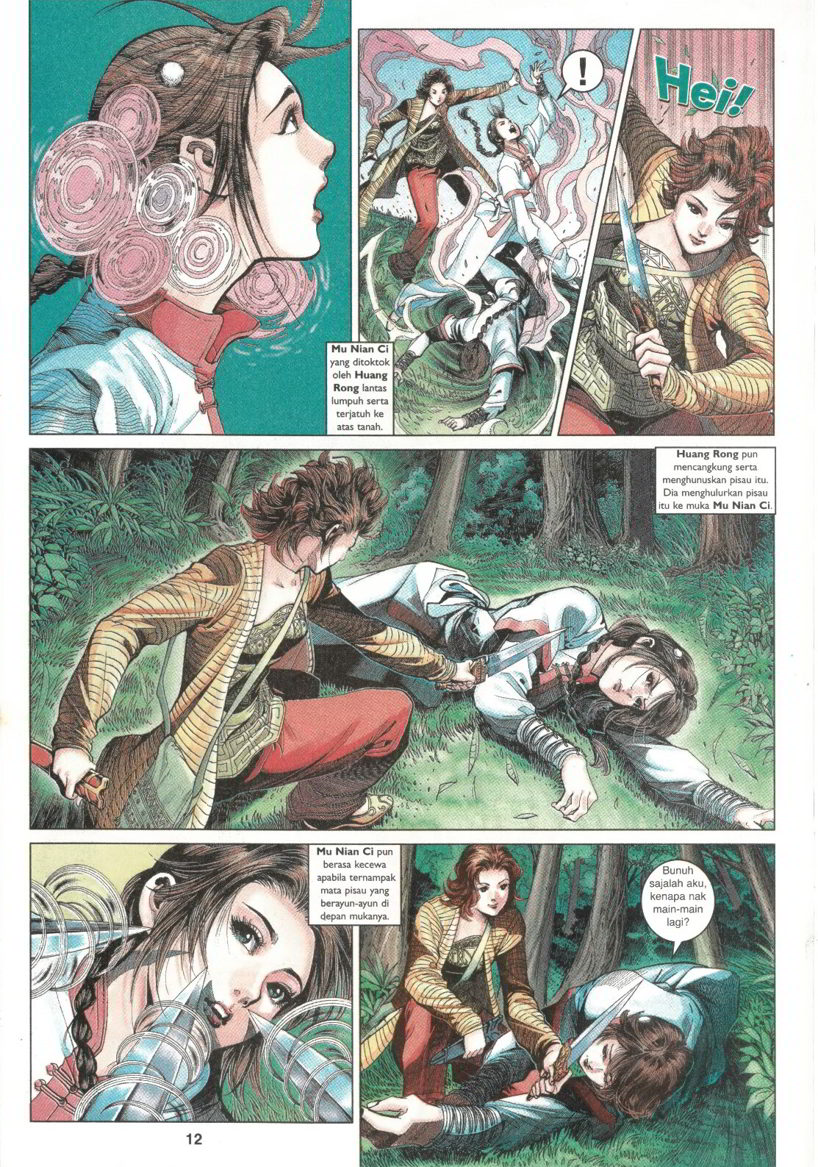 !
Hei!
Mu Nian Ci
yang ditoktok
oleh Huang
Rong lantas
lumpuh serta
terjatuh ke
atas tanah.
Huang Rong pun
mencangkung serta
menghunuskan pisau itu.
Dia menghulurkan pisau
itu ke muka Mu Nian Ci.
Mu Nian Ci pun
berasa kecewa
apabila ternampak
mata pisau yang
berayun-ayun di
depan mukanya.
Bunuh
sajalah aku,
kenapa nak
main-main
lagi?
12